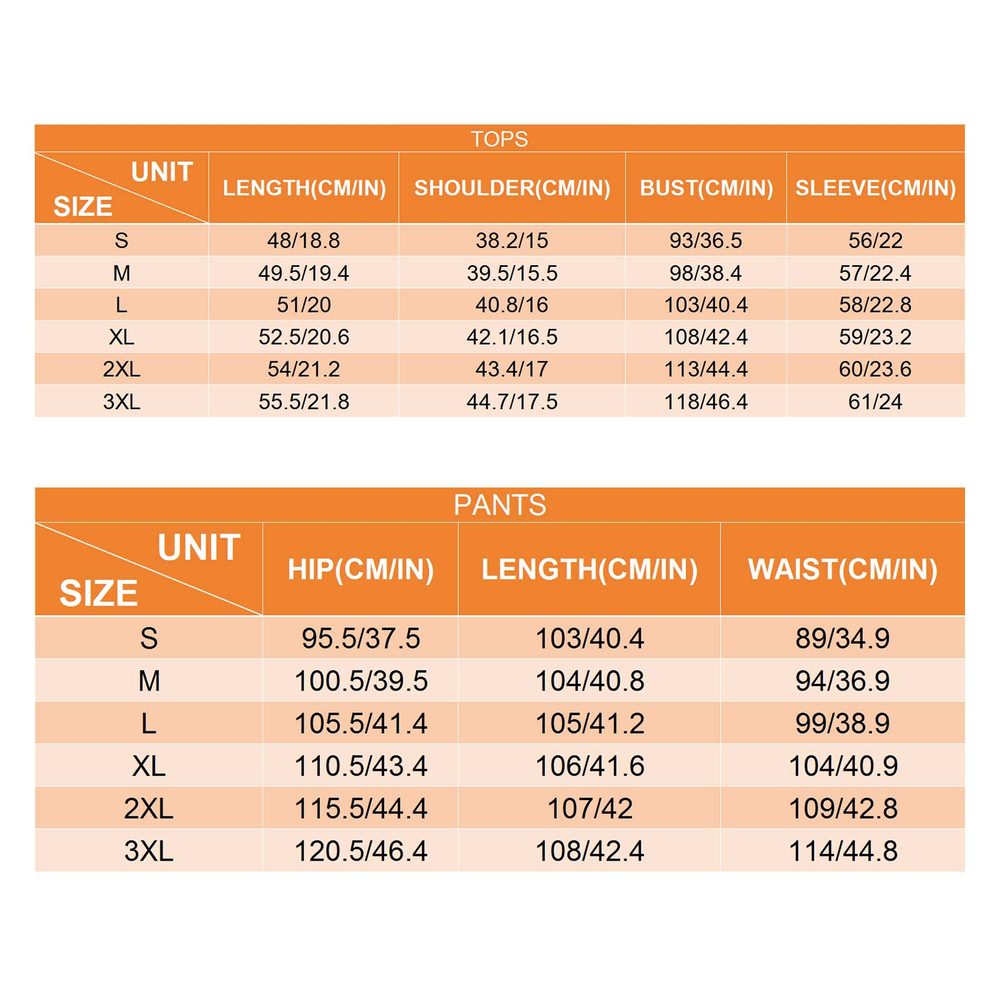 TOPS
UNIT
SIZE LENGTH(CM/IN) SHOULDER(CM/IN) BUST(CM/IN) SLEEVE(CM/IN)
S 48/18.8 38.2/15 93/36.5 56/22
M 49.5/19.4 39.5/15.5 98/38.4 57/22.4
L 51/20 40.8/16 103/40.4 58/22.8
XL 52.5/20.6 42.1/16.5 108/42.4 59/23.2
2XL 54/21.2 43.4/17 113/44.4 60/23.6
3XL 55.5/21.8 44.7/17.5 118/46.4 61/24
PANTS
UNIT
SIZE HIP(CM/IN) LENGTH(CM/IN) WAIST(CM/IN)
S 95.5/37.5 103/40.4 89/34.9
M 100.5/39.5 104/40.8 94/36.9
L 105.5/41.4 105/41.2 99/38.9
XL 110.5/43.4 106/41.6 104/40.9
2XL 115.5/44.4 107/42 109/42.8
3XL 120.5/46.4 108/42.4 114/44.8